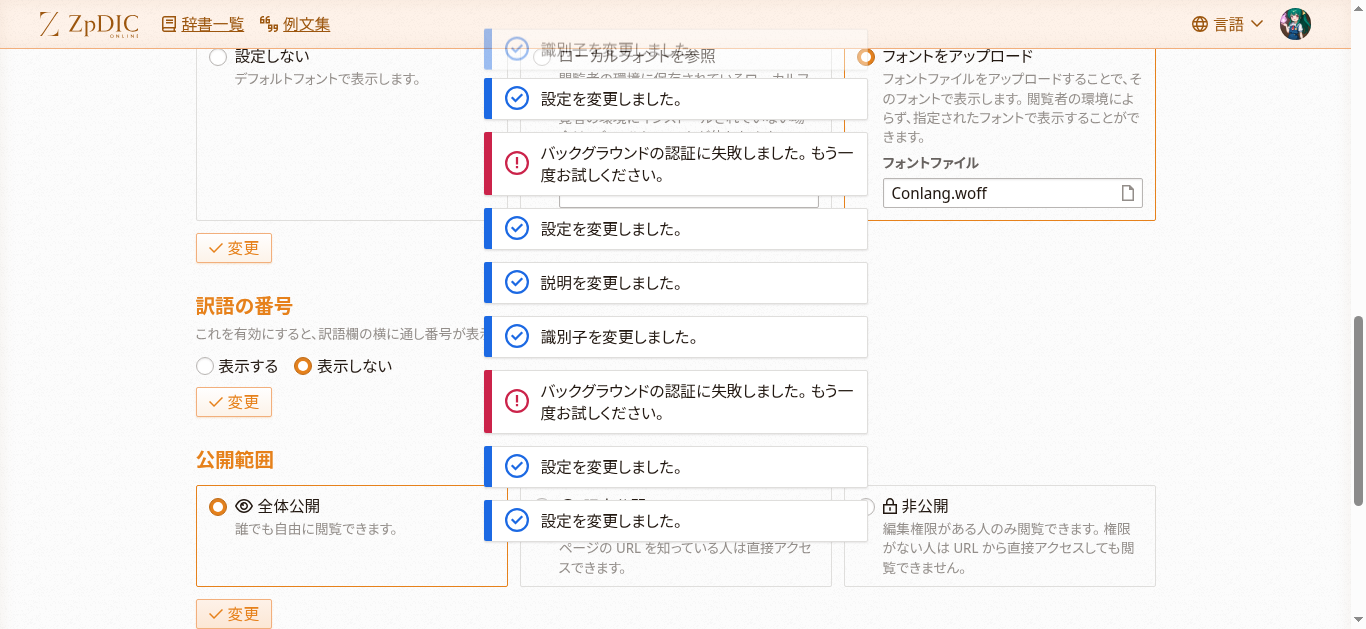 ZpDIC
ONLINE
辞書一覧
例文集
言語
設定しない
デフォルトフォントで表示します。
ローカルフォントを参照
フォントをアップロード
フォントファイルをアップロードすることで、そ
のフォントで表示します。閲覧者の環境によ
らず、指定されたフォントで表示することがで
きます。
フォントファイル
Conlang.woff
変更
識別子を変更しました。
設定を変更しました。
バックグラウンドの認証に失敗しました。もう一
度お試しください。
設定を変更しました。
説明を変更しました。
識別子を変更しました。
バックグラウンドの認証に失敗しました。もう一
度お試しください。
設定を変更しました。
設定を変更しました。
訳語の番号
これを有効にすると、訳語欄の横に通し番号が表
表示する
表示しない
変更
公開範囲
全体公開
誰でも自由に閲覧できます。
ページの URL を知っている人は直接アクセ
スできます。
非公開
編集権限がある人のみ閲覧できます。権限
がない人は URL から直接アクセスしても閲
覧できません。
変更